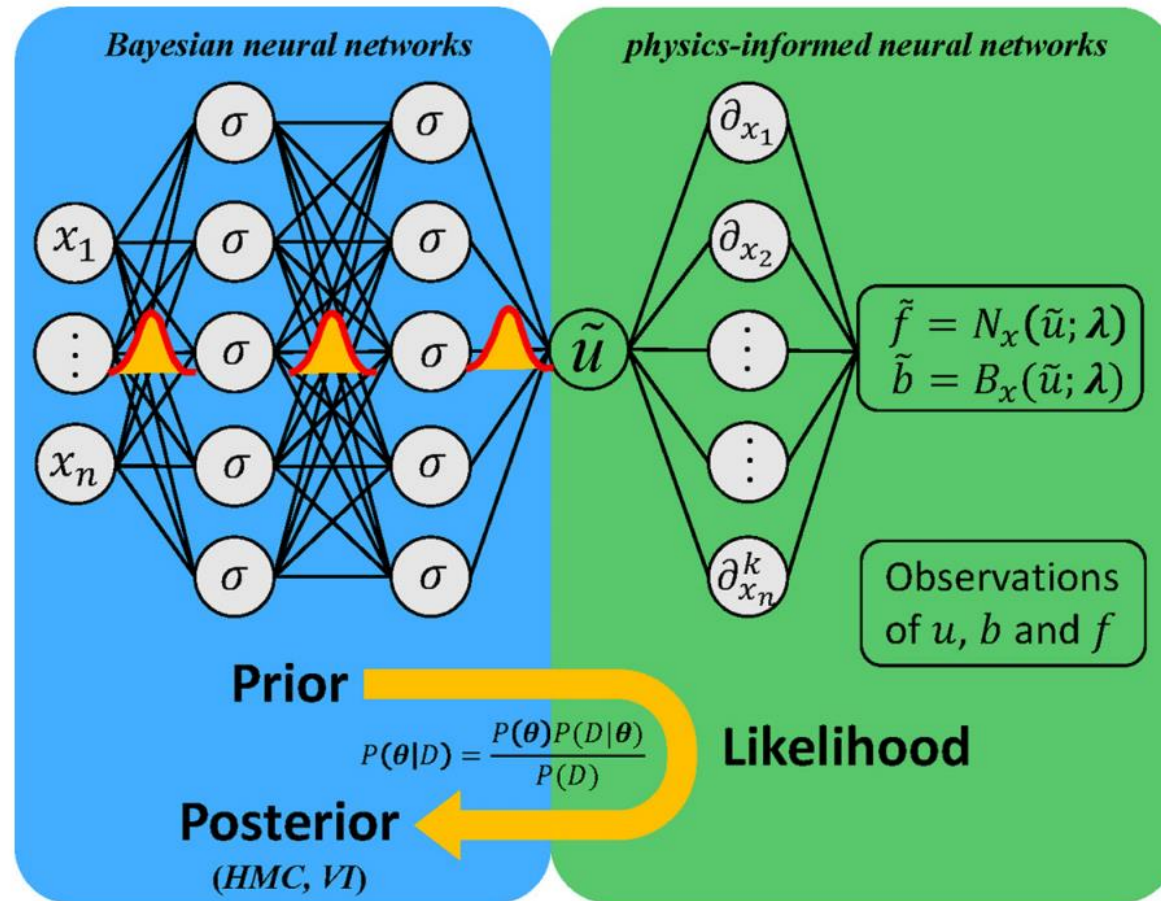 Bayesian neural networks
physics-informed neural networks
x₁
⋮
xₙ
σ
σ
σ
σ
σ
σ
σ
σ
σ
σ
ũ
∂ₓ₁
∂ₓ₂
⋮
⋮
∂ᵏₓₙ
f̃ = Nₓ(ũ; λ)
b̃ = Bₓ(ũ; λ)
Observations
of u, b and f
Prior
P(θ|D) = P(θ)P(D|θ) / P(D)
Likelihood
Posterior
(HMC, VI)